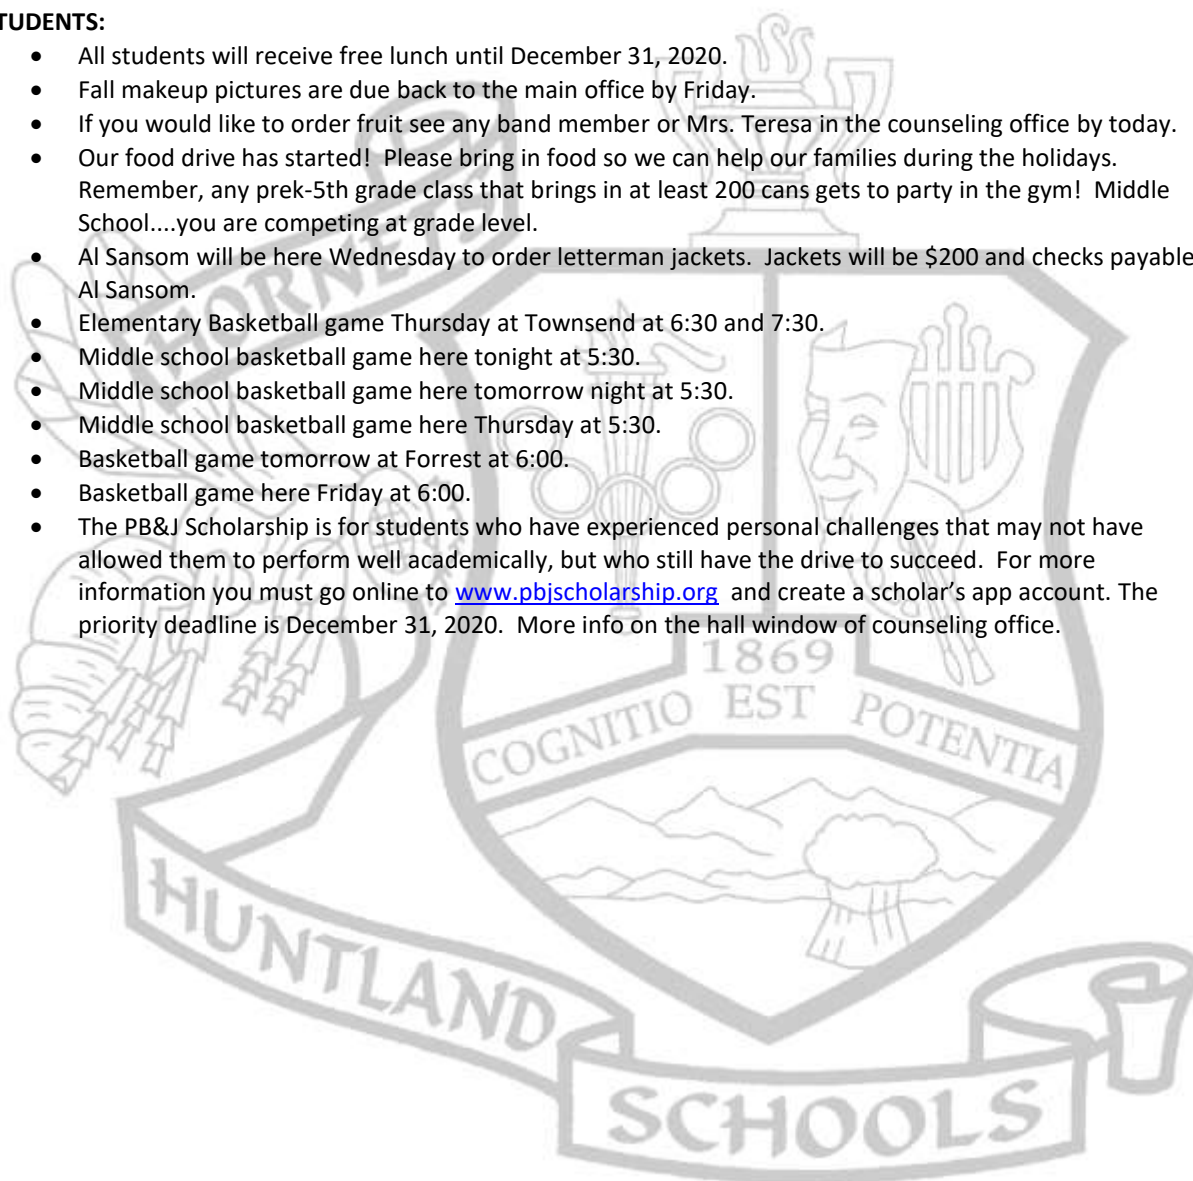 TUDENTS:
• All students will receive free lunch until December 31, 2020.
• Fall makeup pictures are due back to the main office by Friday.
• If you would like to order fruit see any band member or Mrs. Teresa in the counseling office by today.
• Our food drive has started!  Please bring in food so we can help our families during the holidays.
Remember, any prek-5th grade class that brings in at least 200 cans gets to party in the gym!  Middle
School....you are competing at grade level.
• Al Sansom will be here Wednesday to order letterman jackets.  Jackets will be $200 and checks payable
Al Sansom.
• Elementary Basketball game Thursday at Townsend at 6:30 and 7:30.
• Middle school basketball game here tonight at 5:30.
• Middle school basketball game here tomorrow night at 5:30.
• Middle school basketball game here Thursday at 5:30.
• Basketball game tomorrow at Forrest at 6:00.
• Basketball game here Friday at 6:00.
• The PB&J Scholarship is for students who have experienced personal challenges that may not have
allowed them to perform well academically, but who still have the drive to succeed.  For more
information you must go online to www.pbjscholarship.org  and create a scholar’s app account. The
priority deadline is December 31, 2020.  More info on the hall window of counseling office.
HORNETS
1869
COGNITIO EST POTENTIA
HUNTLAND
SCHOOLS